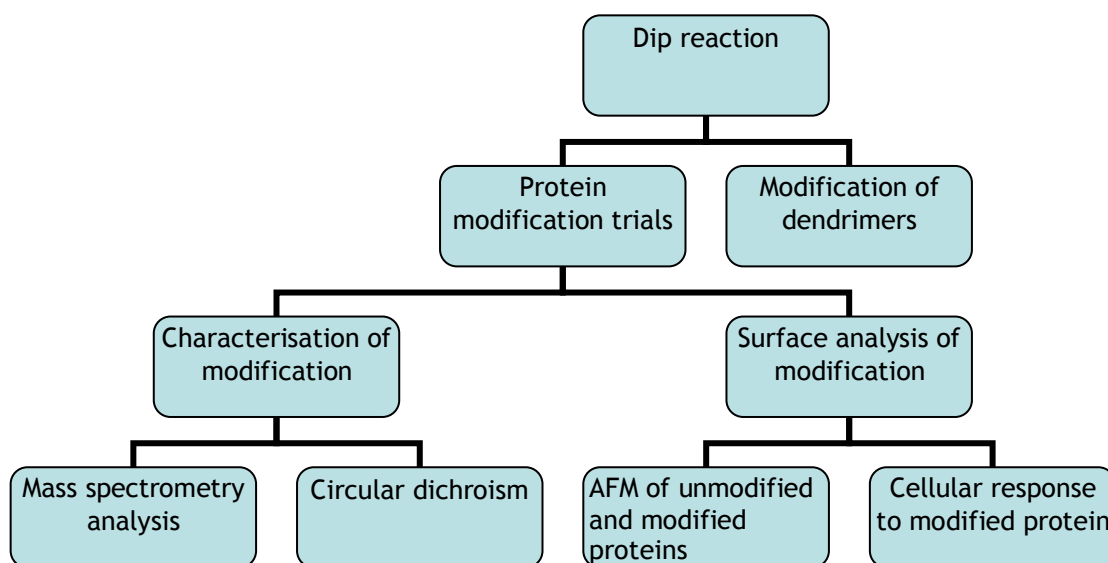 Dip reaction
Protein
modification trials
Modification of
dendrimers
Characterisation of
modification
Surface analysis of
modification
Mass spectrometry
analysis
Circular dichroism
AFM of unmodified
and modified
proteins
Cellular response
to modified protein